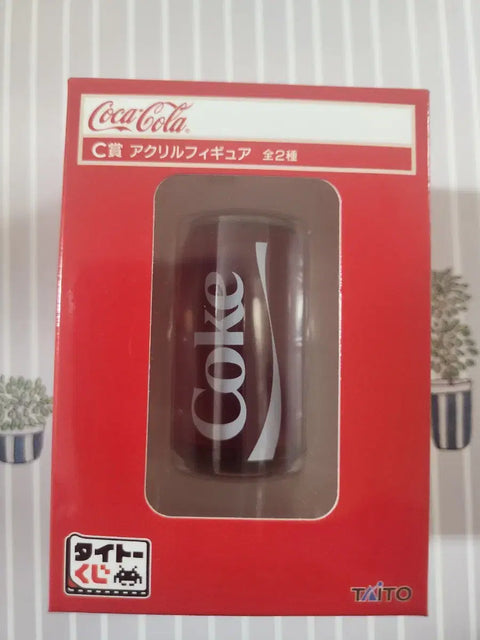 Coca-Cola
C賞 アクリルフィギュア 全2種
Coke
タイトー
くじ
TAITO